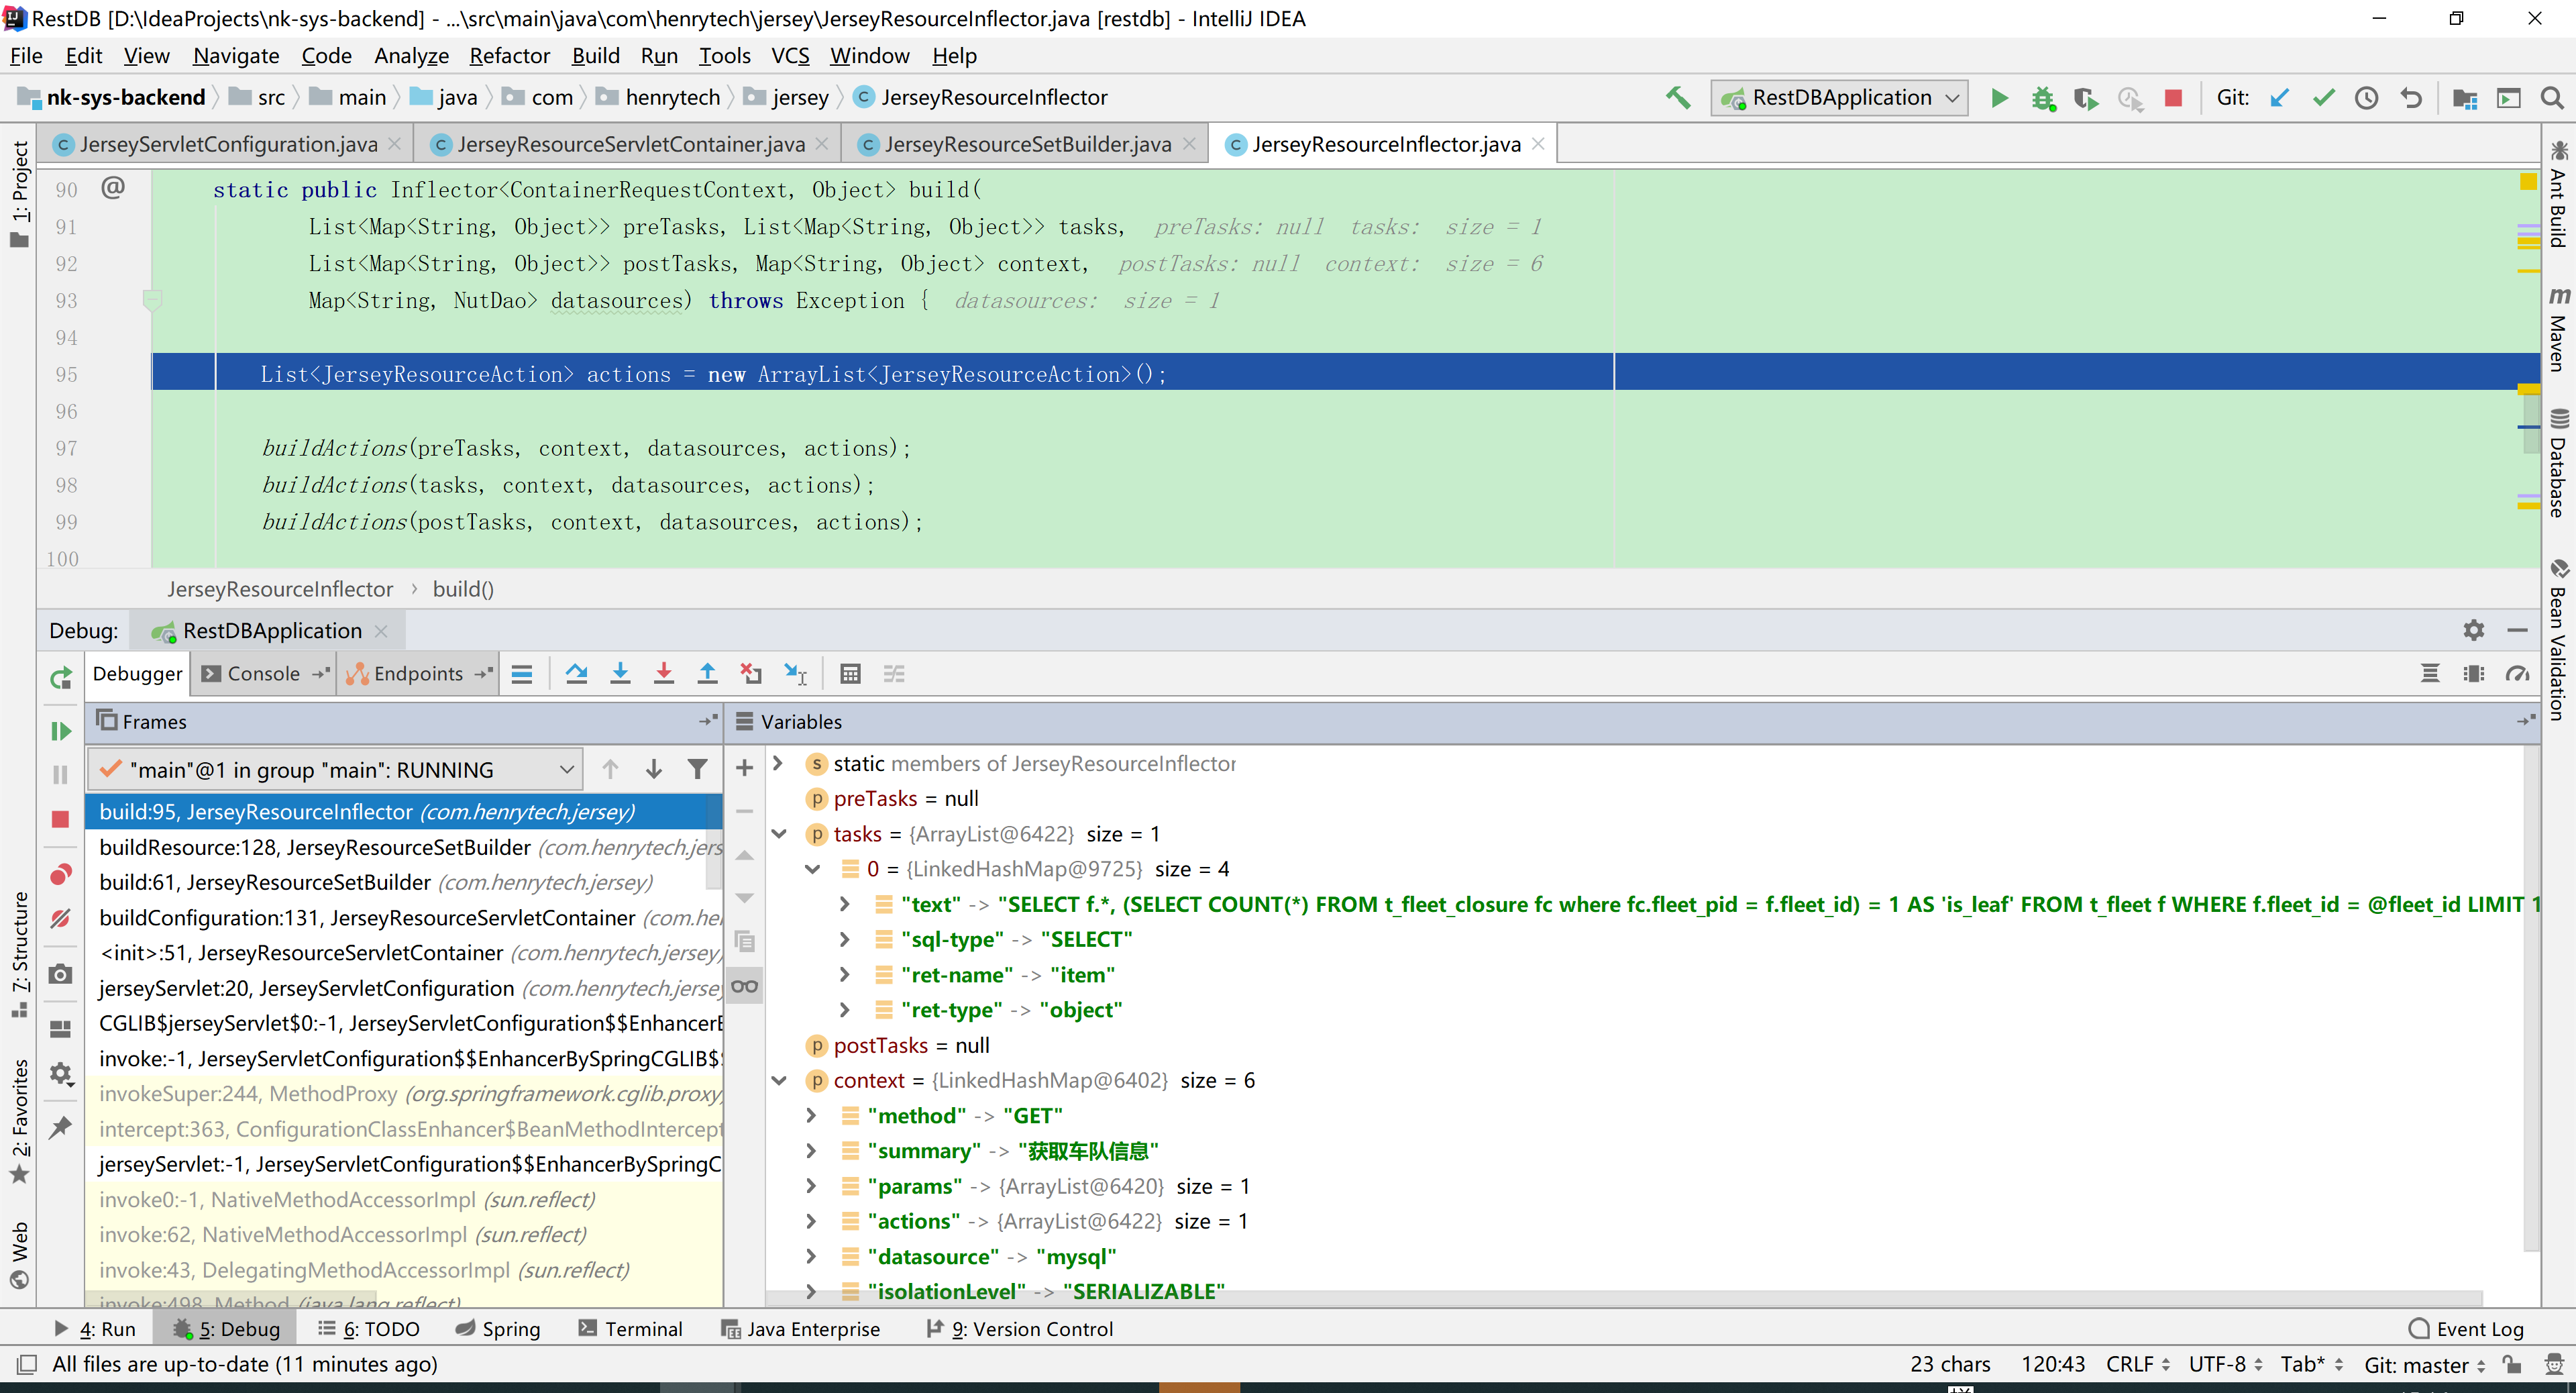 RestDB [D:\IdeaProjects\nk-sys-backend] - ...\src\main\java\com\henrytech\jersey\JerseyResourceInflector.java [restdb] - IntelliJ IDEA
File Edit View Navigate Code Analyze Refactor Build Run Tools VCS Window Help
nk-sys-backend src main java com henrytech jersey JerseyResourceInflector RestDBApplication Git:
JerseyServletConfiguration.java JerseyResourceServletContainer.java JerseyResourceSetBuilder.java JerseyResourceInflector.java
1: Project
7: Structure
2: Favorites
Web
90 @ static public Inflector<ContainerRequestContext, Object> build(
91 List<Map<String, Object>> preTasks, List<Map<String, Object>> tasks, preTasks: null tasks: size = 1
92 List<Map<String, Object>> postTasks, Map<String, Object> context, postTasks: null context: size = 6
93 Map<String, NutDao> datasources) throws Exception { datasources: size = 1
94
95 List<JerseyResourceAction> actions = new ArrayList<JerseyResourceAction>();
96
97 buildActions(preTasks, context, datasources, actions);
98 buildActions(tasks, context, datasources, actions);
99 buildActions(postTasks, context, datasources, actions);
100
JerseyResourceInflector › build()
Ant Build
Maven
Database
Bean Validation
Debug: RestDBApplication
Debugger Console Endpoints
Frames
"main"@1 in group "main": RUNNING
build:95, JerseyResourceInflector (com.henrytech.jersey)
buildResource:128, JerseyResourceSetBuilder (com.henrytech.jers
build:61, JerseyResourceSetBuilder (com.henrytech.jersey)
buildConfiguration:131, JerseyResourceServletContainer (com.he
<init>:51, JerseyResourceServletContainer (com.henrytech.jersey)
jerseyServlet:20, JerseyServletConfiguration (com.henrytech.jerse
CGLIB$jerseyServlet$0:-1, JerseyServletConfiguration$$EnhancerB
invoke:-1, JerseyServletConfiguration$$EnhancerBySpringCGLIB$
invokeSuper:244, MethodProxy (org.springframework.cglib.proxy
intercept:363, ConfigurationClassEnhancer$BeanMethodIntercept
jerseyServlet:-1, JerseyServletConfiguration$$EnhancerBySpringC
invoke0:-1, NativeMethodAccessorImpl (sun.reflect)
invoke:62, NativeMethodAccessorImpl (sun.reflect)
invoke:43, DelegatingMethodAccessorImpl (sun.reflect)
invoke:498, Method (java.lang.reflect)
Variables
static members of JerseyResourceInflector
preTasks = null
tasks = {ArrayList@6422} size = 1
0 = {LinkedHashMap@9725} size = 4
"text" -> "SELECT f.*, (SELECT COUNT(*) FROM t_fleet_closure fc where fc.fleet_pid = f.fleet_id) = 1 AS 'is_leaf' FROM t_fleet f WHERE f.fleet_id = @fleet_id LIMIT 1
"sql-type" -> "SELECT"
"ret-name" -> "item"
"ret-type" -> "object"
postTasks = null
context = {LinkedHashMap@6402} size = 6
"method" -> "GET"
"summary" -> "获取车队信息"
"params" -> {ArrayList@6420} size = 1
"actions" -> {ArrayList@6422} size = 1
"datasource" -> "mysql"
"isolationLevel" -> "SERIALIZABLE"
4: Run 5: Debug 6: TODO Spring Terminal Java Enterprise 9: Version Control Event Log
All files are up-to-date (11 minutes ago) 23 chars 120:43 CRLF UTF-8 Tab* Git: master